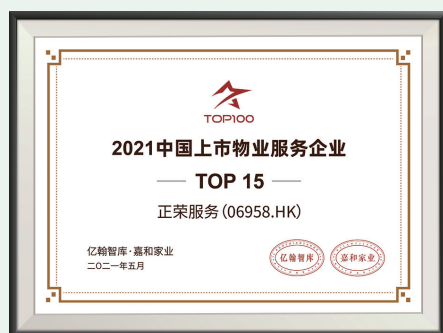 TOP100
2021中国上市物业服务企业
TOP 15
正荣服务(06958.HK)
亿翰智库·嘉和家业
二〇二一年五月
亿翰智库
嘉和家业